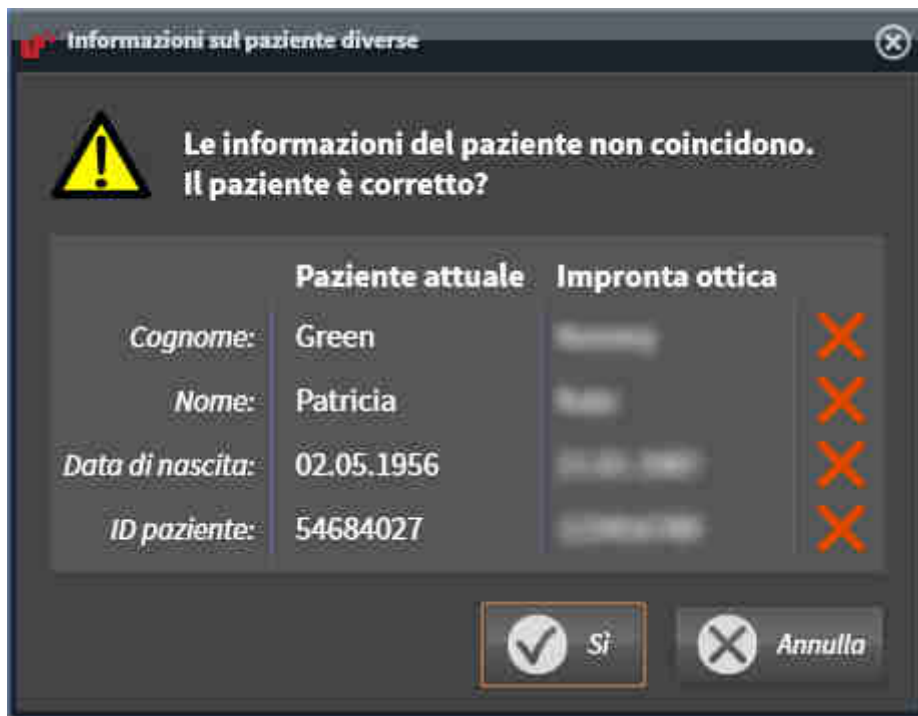 Informazioni sul paziente diverse
Le informazioni del paziente non coincidono.
Il paziente è corretto?
Paziente attuale Impronta ottica
Cognome: Green
Nome: Patricia
Data di nascita: 02.05.1956
ID paziente: 54684027
Sì Annulla